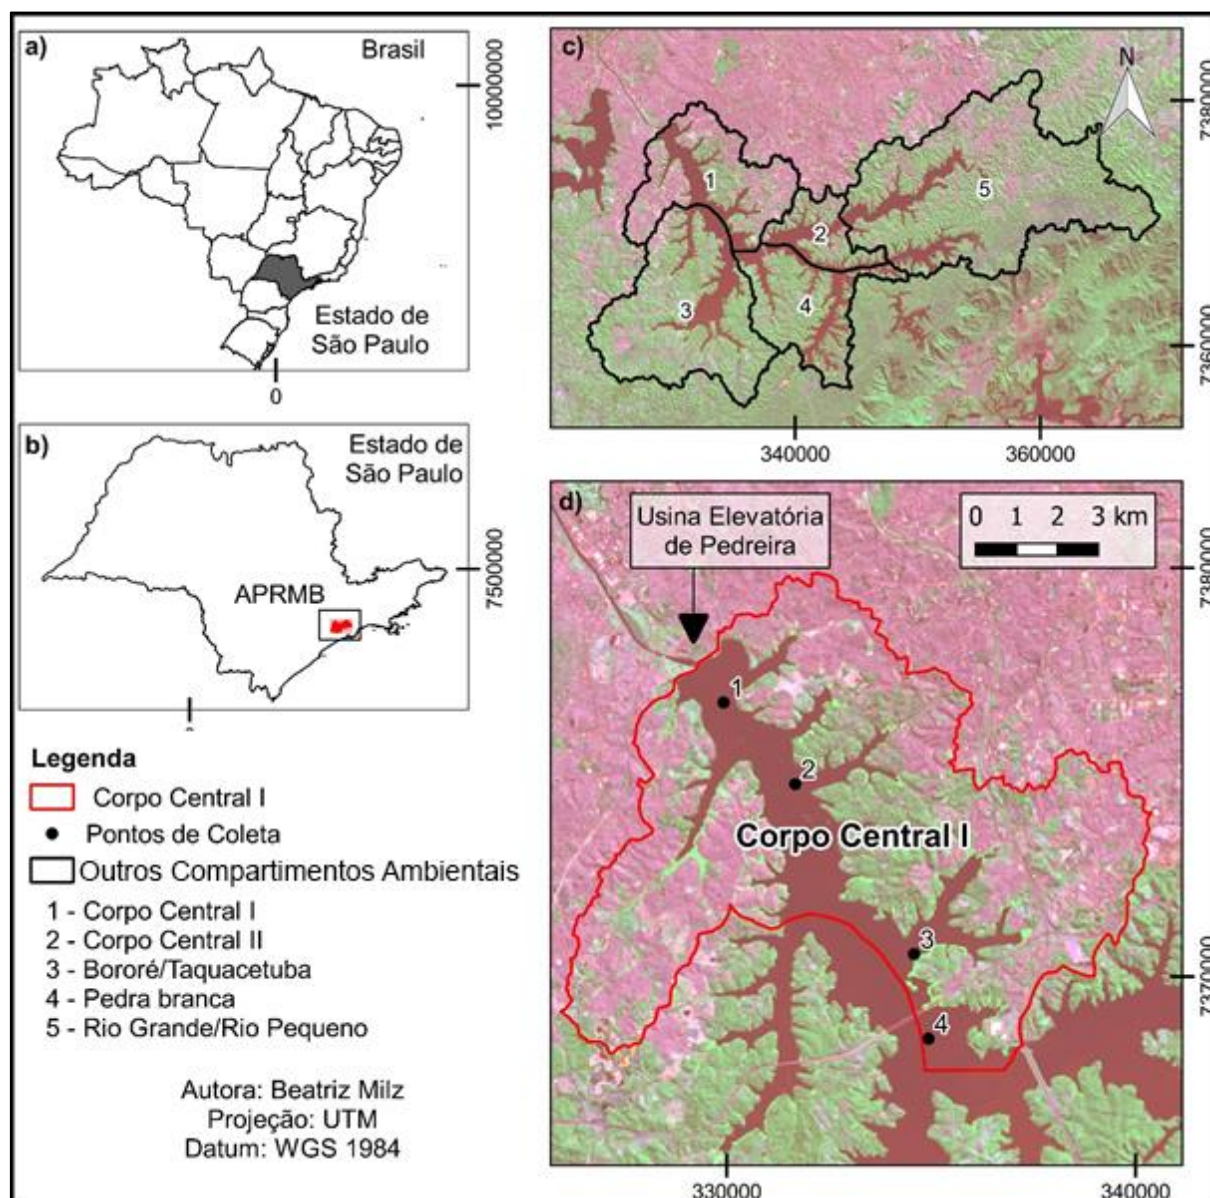 a)
Brasil
10000000
Estado de
São Paulo
0
b)
Estado de
São Paulo
7500000
APRMB
Legenda
Corpo Central I
Pontos de Coleta
Outros Compartimentos Ambientais
1 - Corpo Central I
2 - Corpo Central II
3 - Bororé/Taquacetuba
4 - Pedra branca
5 - Rio Grande/Rio Pequeno
Autora: Beatriz Milz
Projeção: UTM
Datum: WGS 1984
c)
N
7380000
1
5
2
3
4
7360000
340000
360000
d)
Usina Elevatória
de Pedreira
0 1 2 3 km
7380000
1
2
Corpo Central I
3
7370000
4
330000
340000